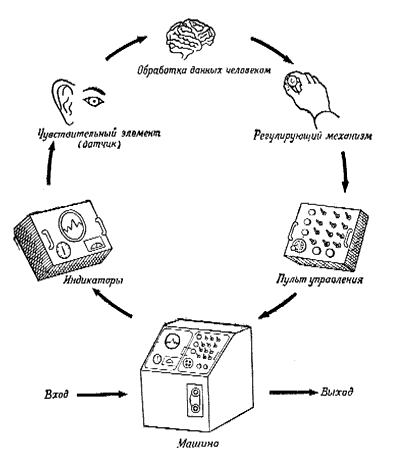 Обработка данных человеком
Чувствительный элемент
(датчик)
Регулирующий механизм
Индикаторы
Пульт управления
Вход
Выход
Машина